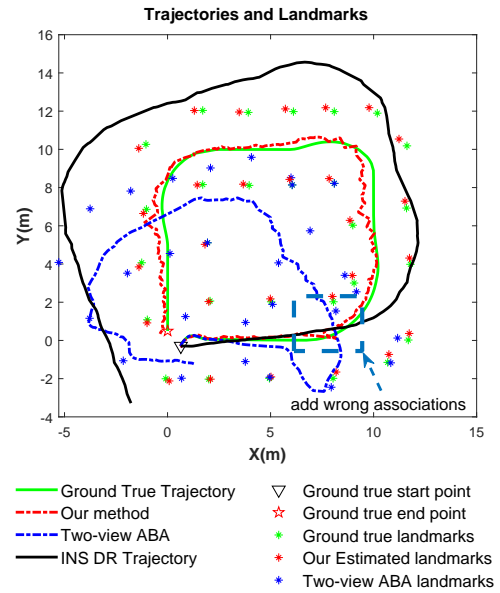 Trajectories and Landmarks
16
14
12
10
8
6
4
2
0
-2
-4
Y(m)
-5
0
5
10
15
X(m)
add wrong associations
Ground True Trajectory
Our method
Two-view ABA
INS DR Trajectory
Ground true start point
Ground true end point
Ground true landmarks
Our Estimated landmarks
Two-view ABA landmarks